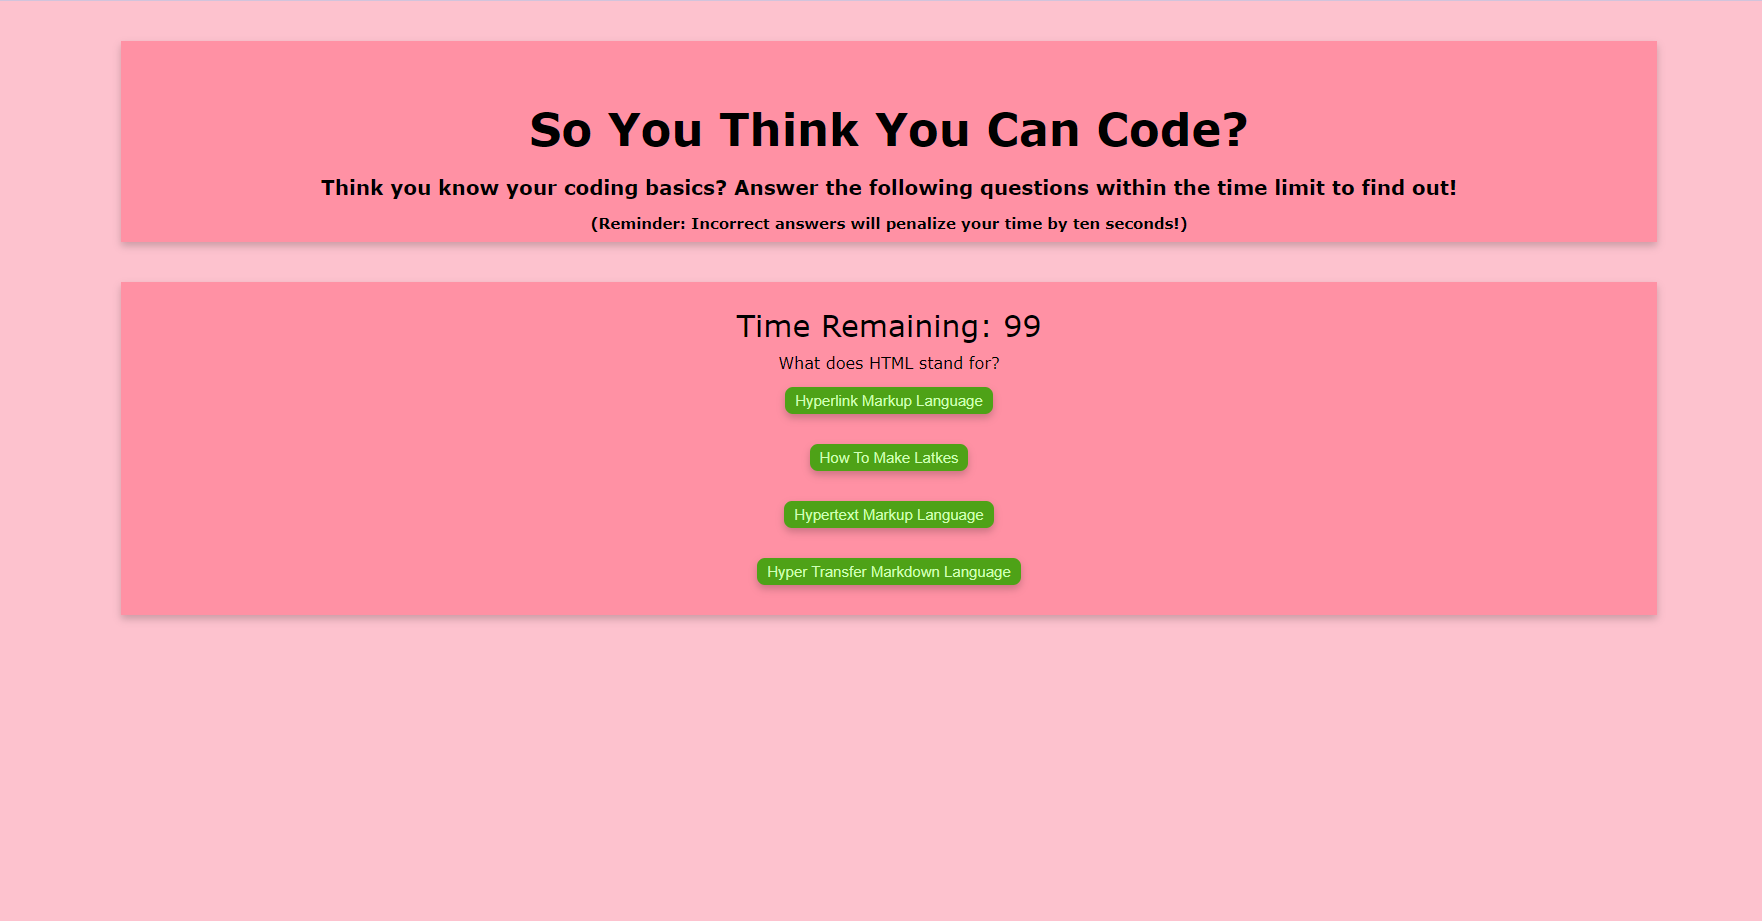 So You Think You Can Code?
Think you know your coding basics? Answer the following questions within the time limit to find out!
(Reminder: Incorrect answers will penalize your time by ten seconds!)
Time Remaining: 99
What does HTML stand for?
Hyperlink Markup Language
How To Make Latkes
Hypertext Markup Language
Hyper Transfer Markdown Language